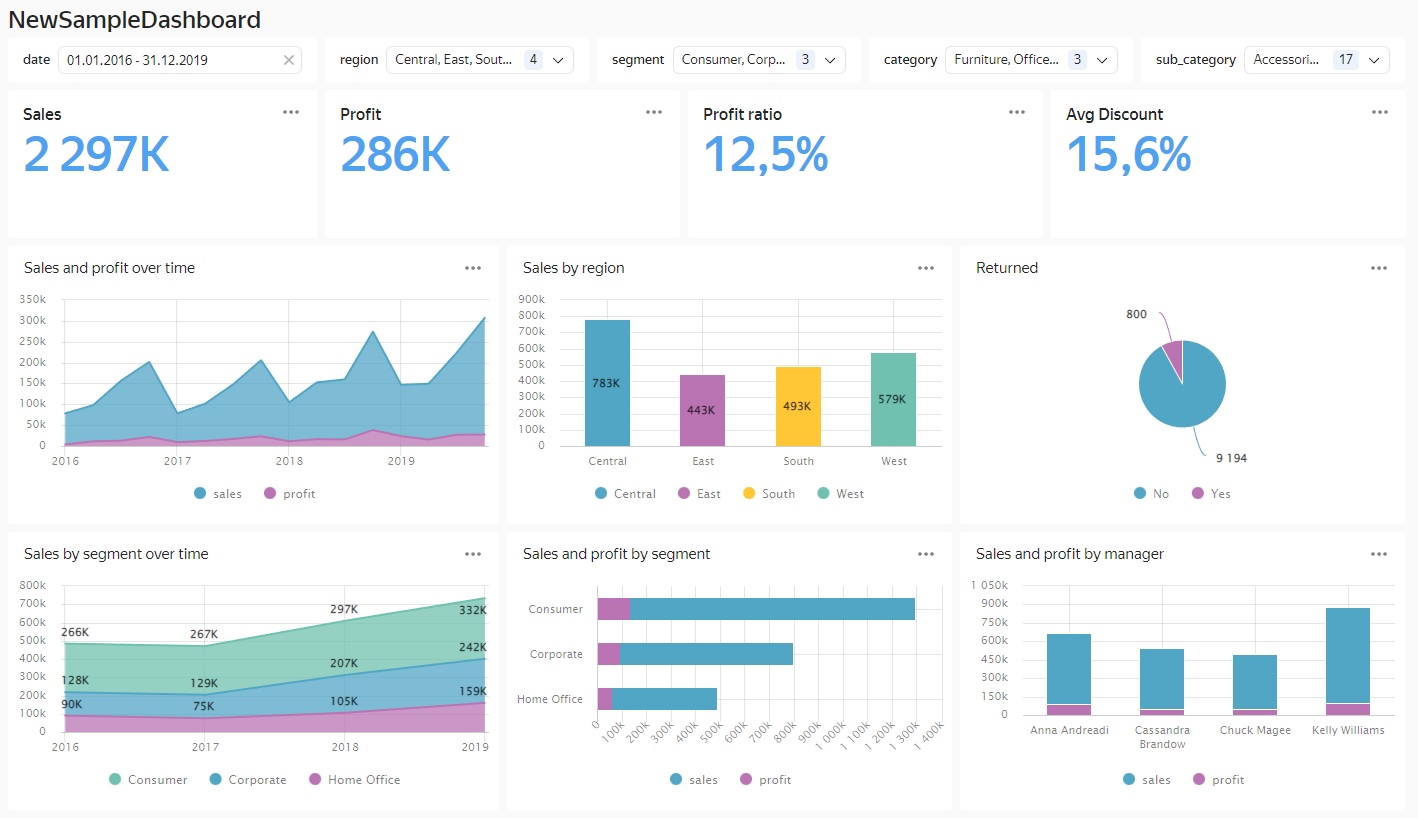 NewSampleDashboard
date 01.01.2016 - 31.12.2019
region Central, East, Sout... 4
segment Consumer, Corp... 3
category Furniture, Office... 3
sub_category Accessori... 17
Sales
2 297K
Profit
286K
Profit ratio
12,5%
Avg Discount
15,6%
Sales and profit over time
350k
300k
250k
200k
150k
100k
50k
0
2016 2017 2018 2019
sales profit
Sales by region
900k
800k
700k
600k
500k
400k
300k
200k
100k
0
783K
443K
493K
579K
Central East South West
Central East South West
Returned
800
9 194
No Yes
Sales by segment over time
800k
700k
600k
500k
400k
300k
200k
100k
0
266K 267K 297K 332K
128K 129K 207K 242K
90K 75K 105K 159K
2016 2017 2018 2019
Consumer Corporate Home Office
Sales and profit by segment
Consumer
Corporate
Home Office
0 100k 200k 300k 400k 500k 600k 700k 800k 900k 1 000k 1 100k 1 200k 1 300k 1 400k
sales profit
Sales and profit by manager
1 050k
900k
750k
600k
450k
300k
150k
0
Anna Andreadi
Cassandra
Brandow
Chuck Magee
Kelly Williams
sales profit